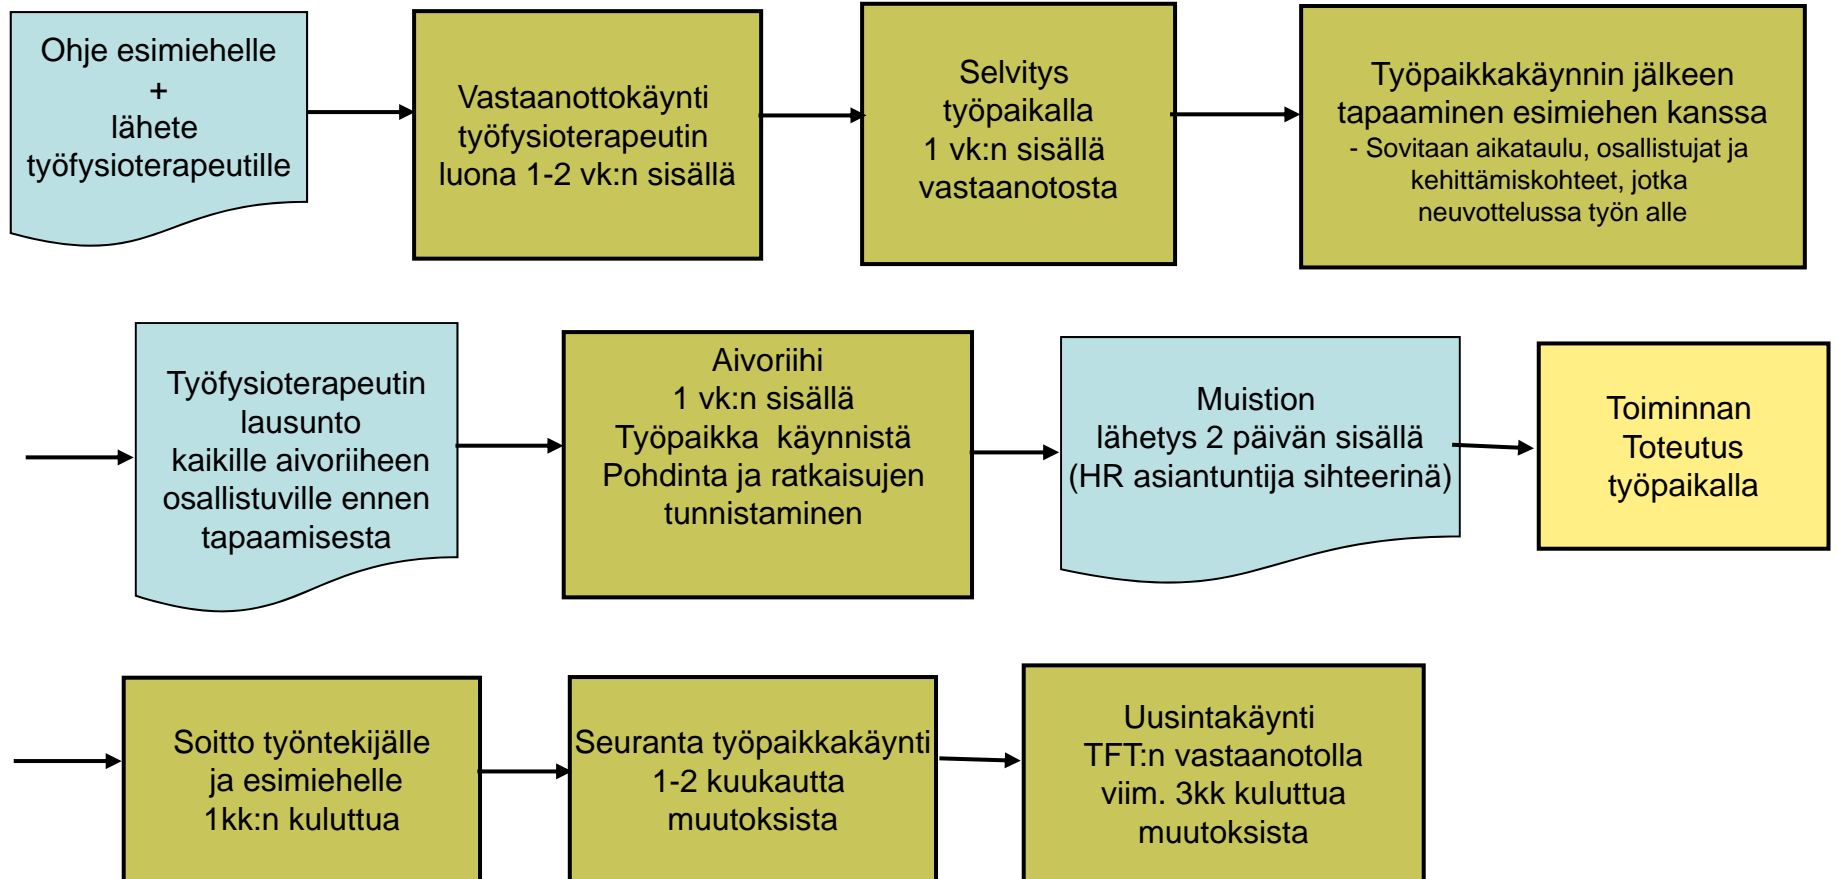 Ohje esimiehelle
+
lähete
työfysioterapeutille
Vastaanottokäynti
työfysioterapeutin
luona 1-2 vk:n sisällä
Selvitys
työpaikalla
1 vk:n sisällä
vastaanotosta
Työpaikkakäynnin jälkeen
tapaaminen esimiehen kanssa
- Sovitaan aikataulu, osallistujat ja
kehittämiskohteet, jotka
neuvottelussa työn alle
Työfysioterapeutin
lausunto
kaikille aivoriiheen
osallistuville ennen
tapaamisesta
Aivoriihi
1 vk:n sisällä
Työpaikka käynnistä
Pohdinta ja ratkaisujen
tunnistaminen
Muistion
lähetys 2 päivän sisällä
(HR asiantuntija sihteerinä)
Toiminnan
Toteutus
työpaikalla
Soitto työntekijälle
ja esimiehelle
1kk:n kuluttua
Seuranta työpaikkakäynti
1-2 kuukautta
muutoksista
Uusintakäynti
TFT:n vastaanotolla
viim. 3kk kuluttua
muutoksista